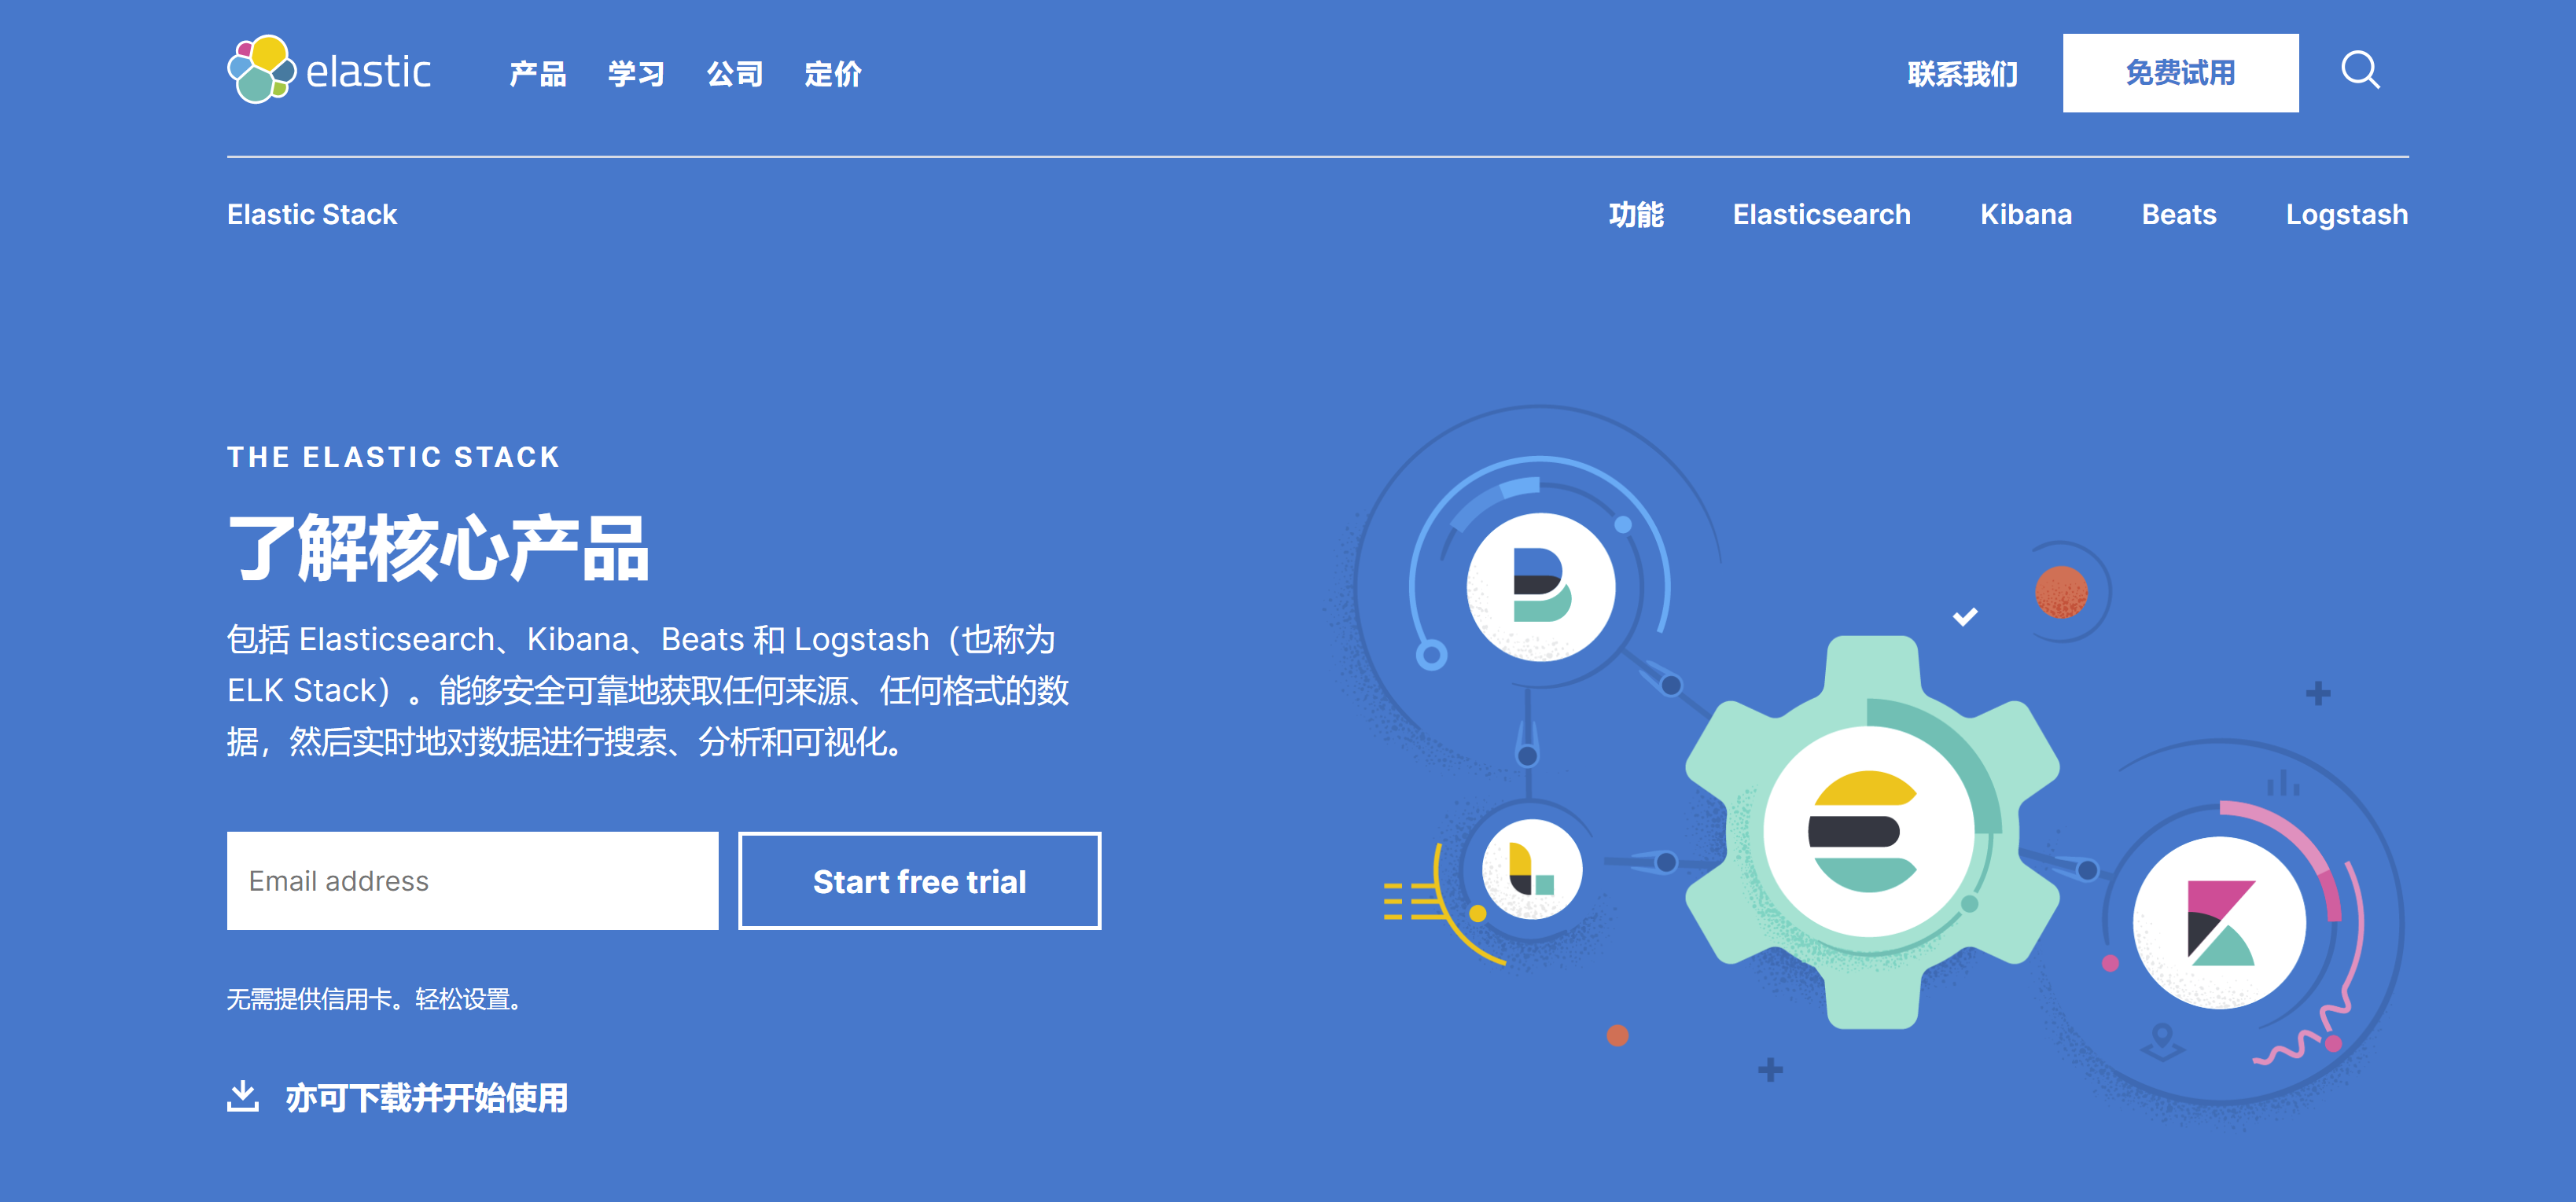 elastic
产品 学习 公司 定价
联系我们 免费试用
Elastic Stack
功能 Elasticsearch Kibana Beats Logstash
THE ELASTIC STACK
了解核心产品
包括 Elasticsearch、Kibana、Beats 和 Logstash（也称为
ELK Stack）。能够安全可靠地获取任何来源、任何格式的数
据，然后实时地对数据进行搜索、分析和可视化。
Email address
Start free trial
无需提供信用卡。轻松设置。
亦可下载并开始使用